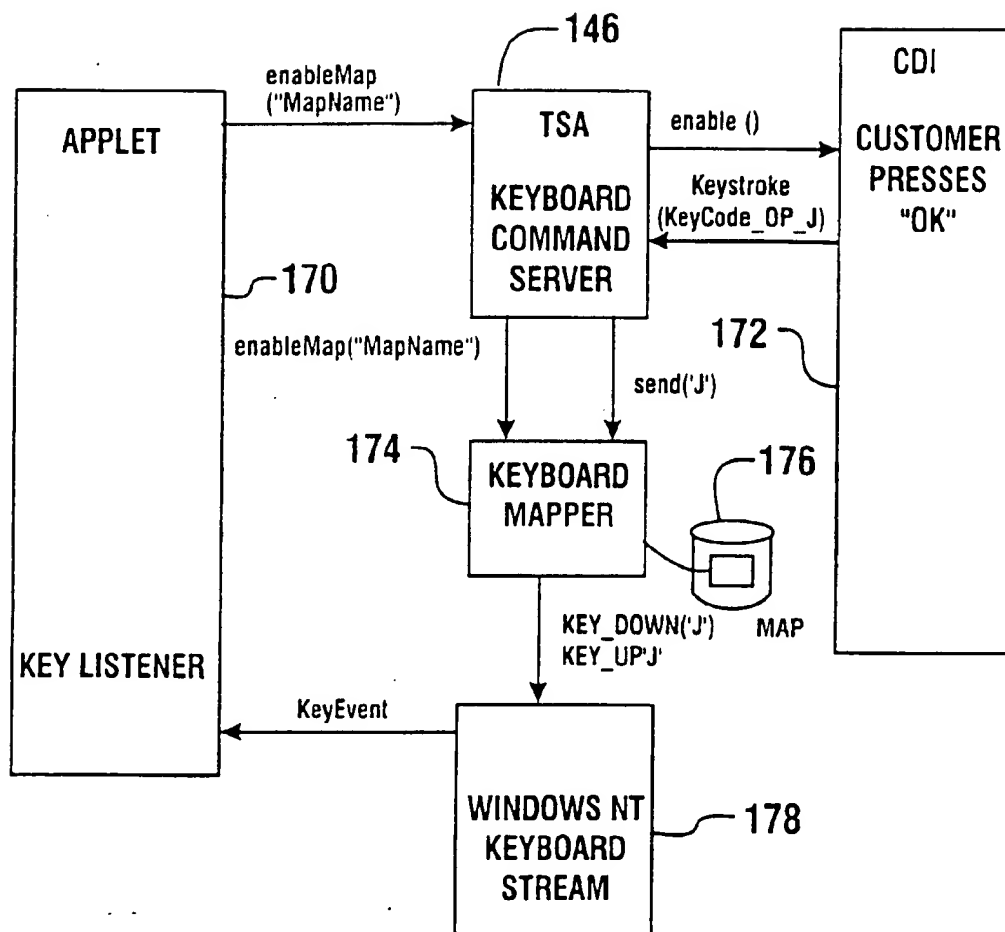 146
enableMap
("MapName")
APPLET
TSA
KEYBOARD
COMMAND
SERVER
enable ()
Keystroke
(KeyCode_OP_J)
CDI
CUSTOMER
PRESSES
"OK"
170
172
enableMap("MapName")
send('J')
174
KEYBOARD
MAPPER
176
MAP
KEY_DOWN('J')
KEY_UP'J'
KEY LISTENER
KeyEvent
WINDOWS NT
KEYBOARD
STREAM
178